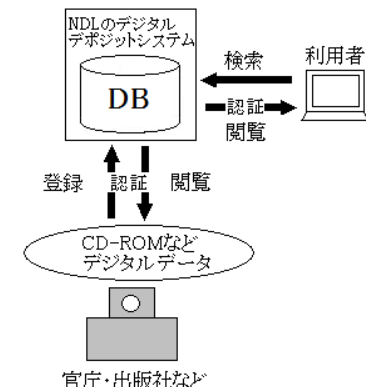 NDLのデジタル
デポジットシステム
DB
検索
利用者
認証
閲覧
登録 認証 閲覧
CD-ROMなど
デジタルデータ
官庁・出版社など